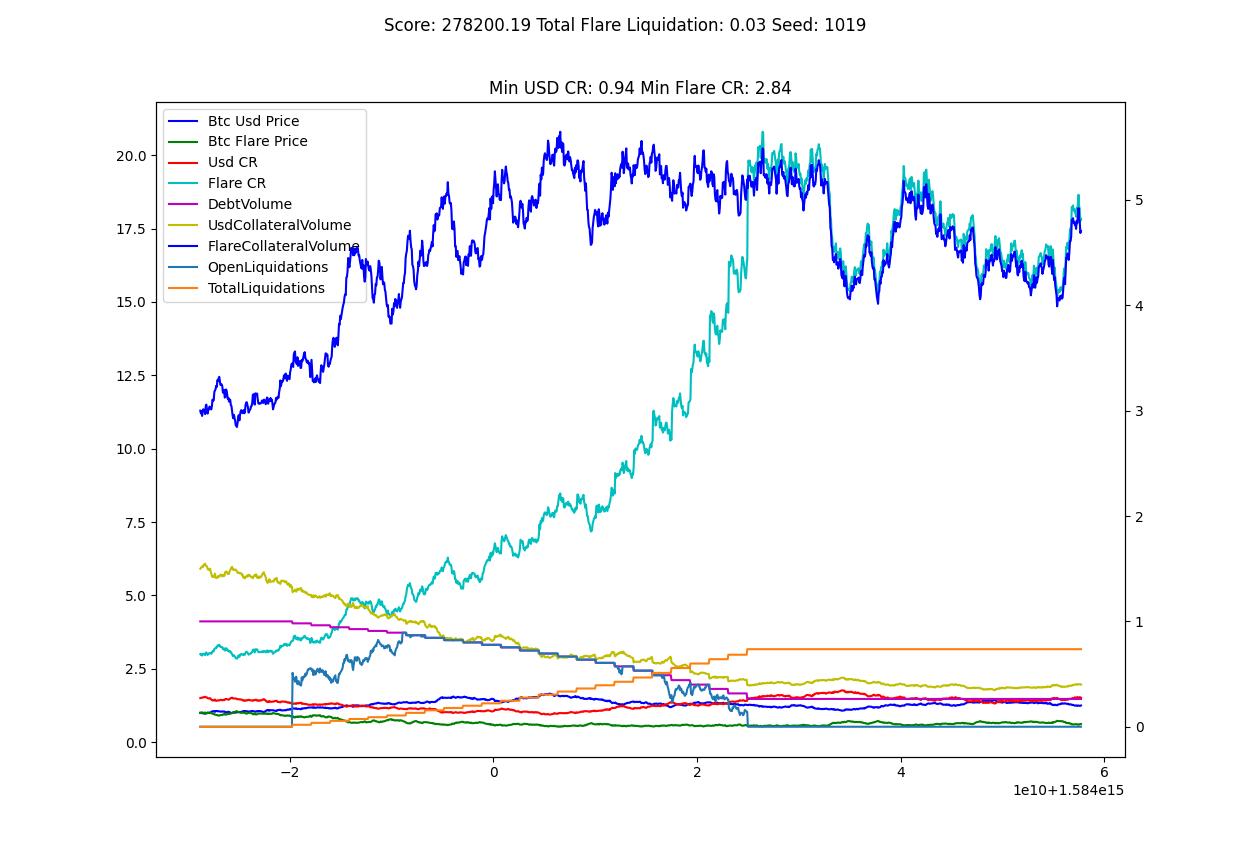 Score: 278200.19 Total Flare Liquidation: 0.03 Seed: 1019
Min USD CR: 0.94 Min Flare CR: 2.84
Btc Usd Price
Btc Flare Price
Usd CR
Flare CR
DebtVolume
UsdCollateralVolume
FlareCollateralVolume
OpenLiquidations
TotalLiquidations
20.0
17.5
15.0
12.5
10.0
7.5
5.0
2.5
0.0
5
4
3
2
1
0
−2
0
2
4
6
1e10+1.584e15